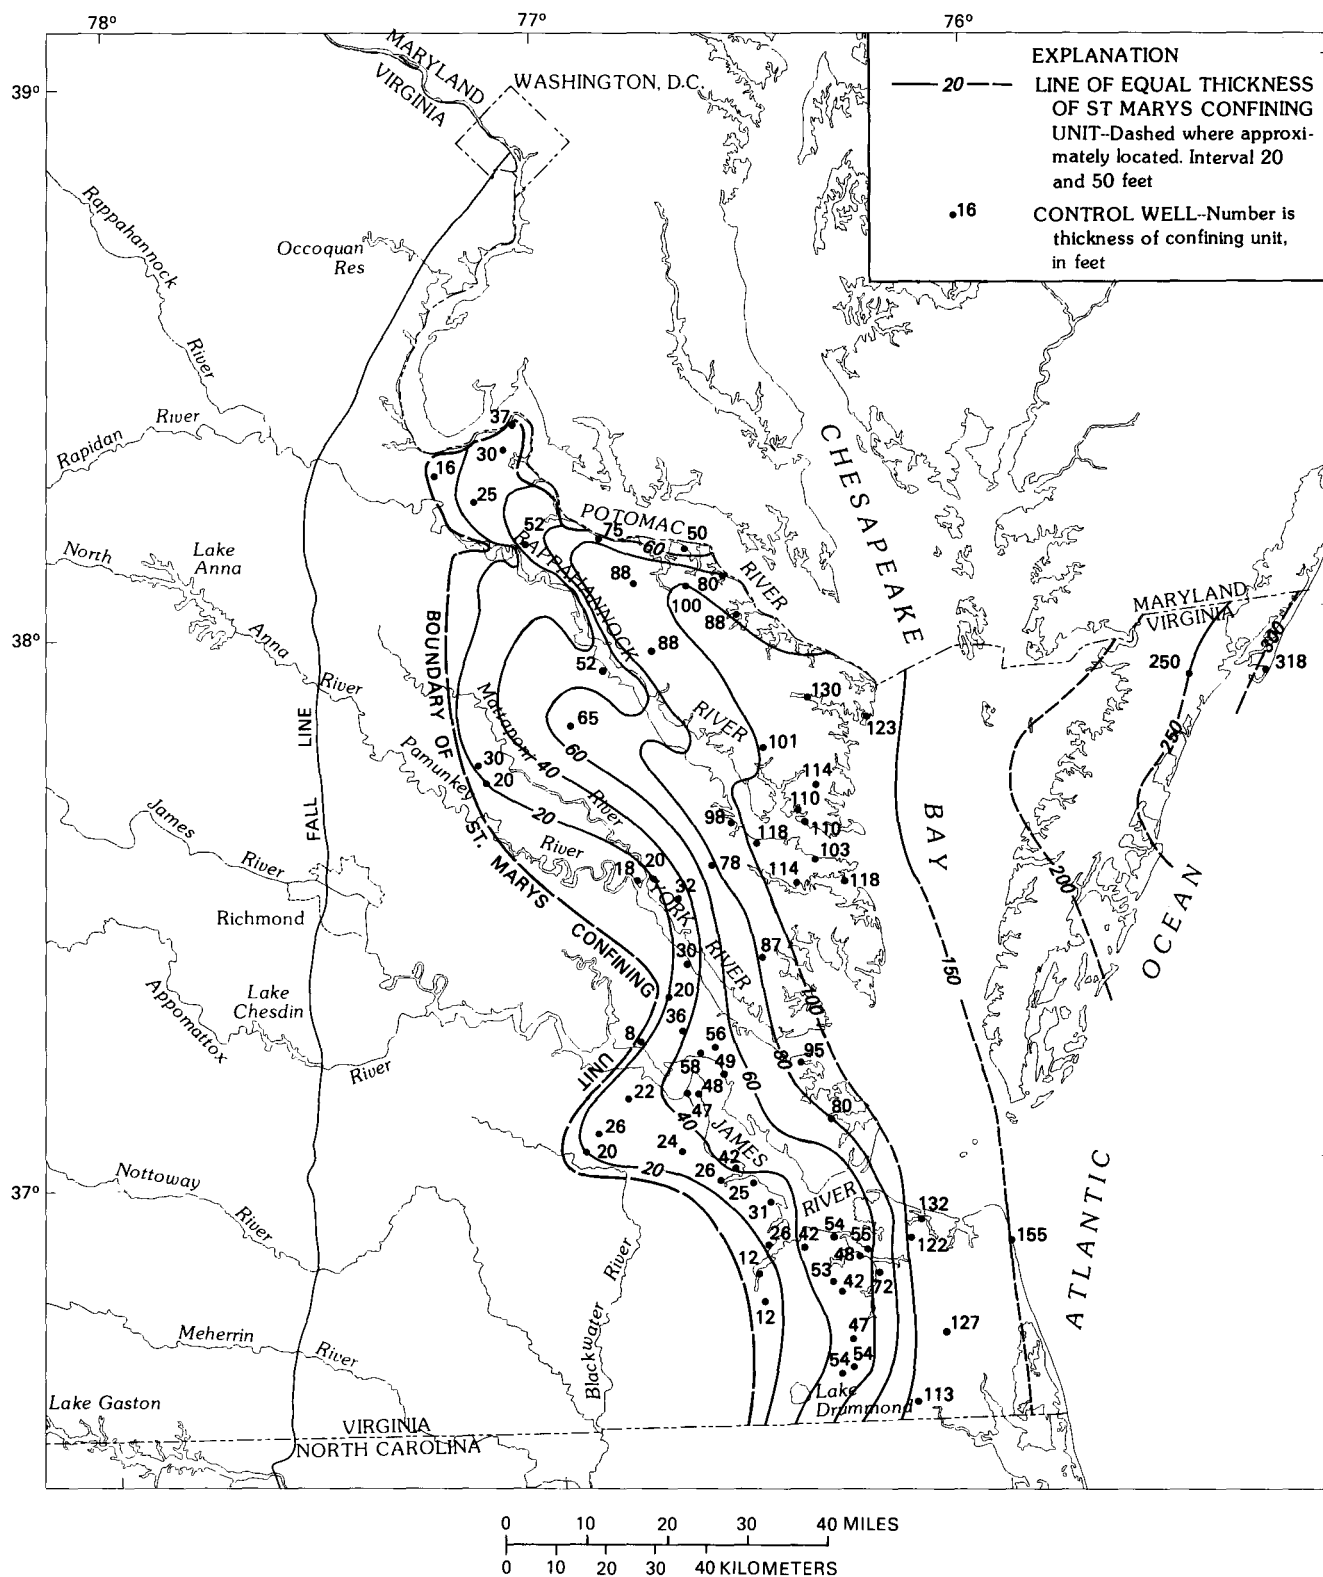 78°
77°
76°
39°
38°
37°
EXPLANATION
—20— — LINE OF EQUAL THICKNESS
OF ST MARYS CONFINING
UNIT--Dashed where approxi-
mately located. Interval 20
and 50 feet
•16 CONTROL WELL--Number is
thickness of confining unit,
in feet
MARYLAND
VIRGINIA
WASHINGTON, D.C.
Rappahannock
River
Occoquan
Res
Rapidan
River
37
30
16
25
52
POTOMAC
75
50
60
RIVER
88
80
100
88
88
RAPPAHANNOCK
RIVER
52
CHESAPEAKE
BAY
MARYLAND
VIRGINIA
250
300
318
250
200
North
Anna
River
Lake
Anna
BOUNDARY OF
ST. MARYS
CONFINING
UNIT
FALL
LINE
Mattaponi
River
Pamunkey
River
65
60
40
30
20
20
130
123
101
114
110
110
98
118
103
114
118
78
18
20
32
YORK
RIVER
30
87
20
36
100
150
8
56
58
49
48
47
95
80
60
80
22
26
20
24
40
20
JAMES
RIVER
42
26
25
31
26
42
54
55
48
53
42
72
12
12
47
54
54
132
122
155
127
113
James
River
Richmond
Appomattox
River
Lake
Chesdin
Nottoway
River
Blackwater
River
Meherrin
River
Lake Gaston
Lake
Drummond
VIRGINIA
NORTH CAROLINA
ATLANTIC
OCEAN
0 10 20 30 40 MILES
0 10 20 30 40 KILOMETERS